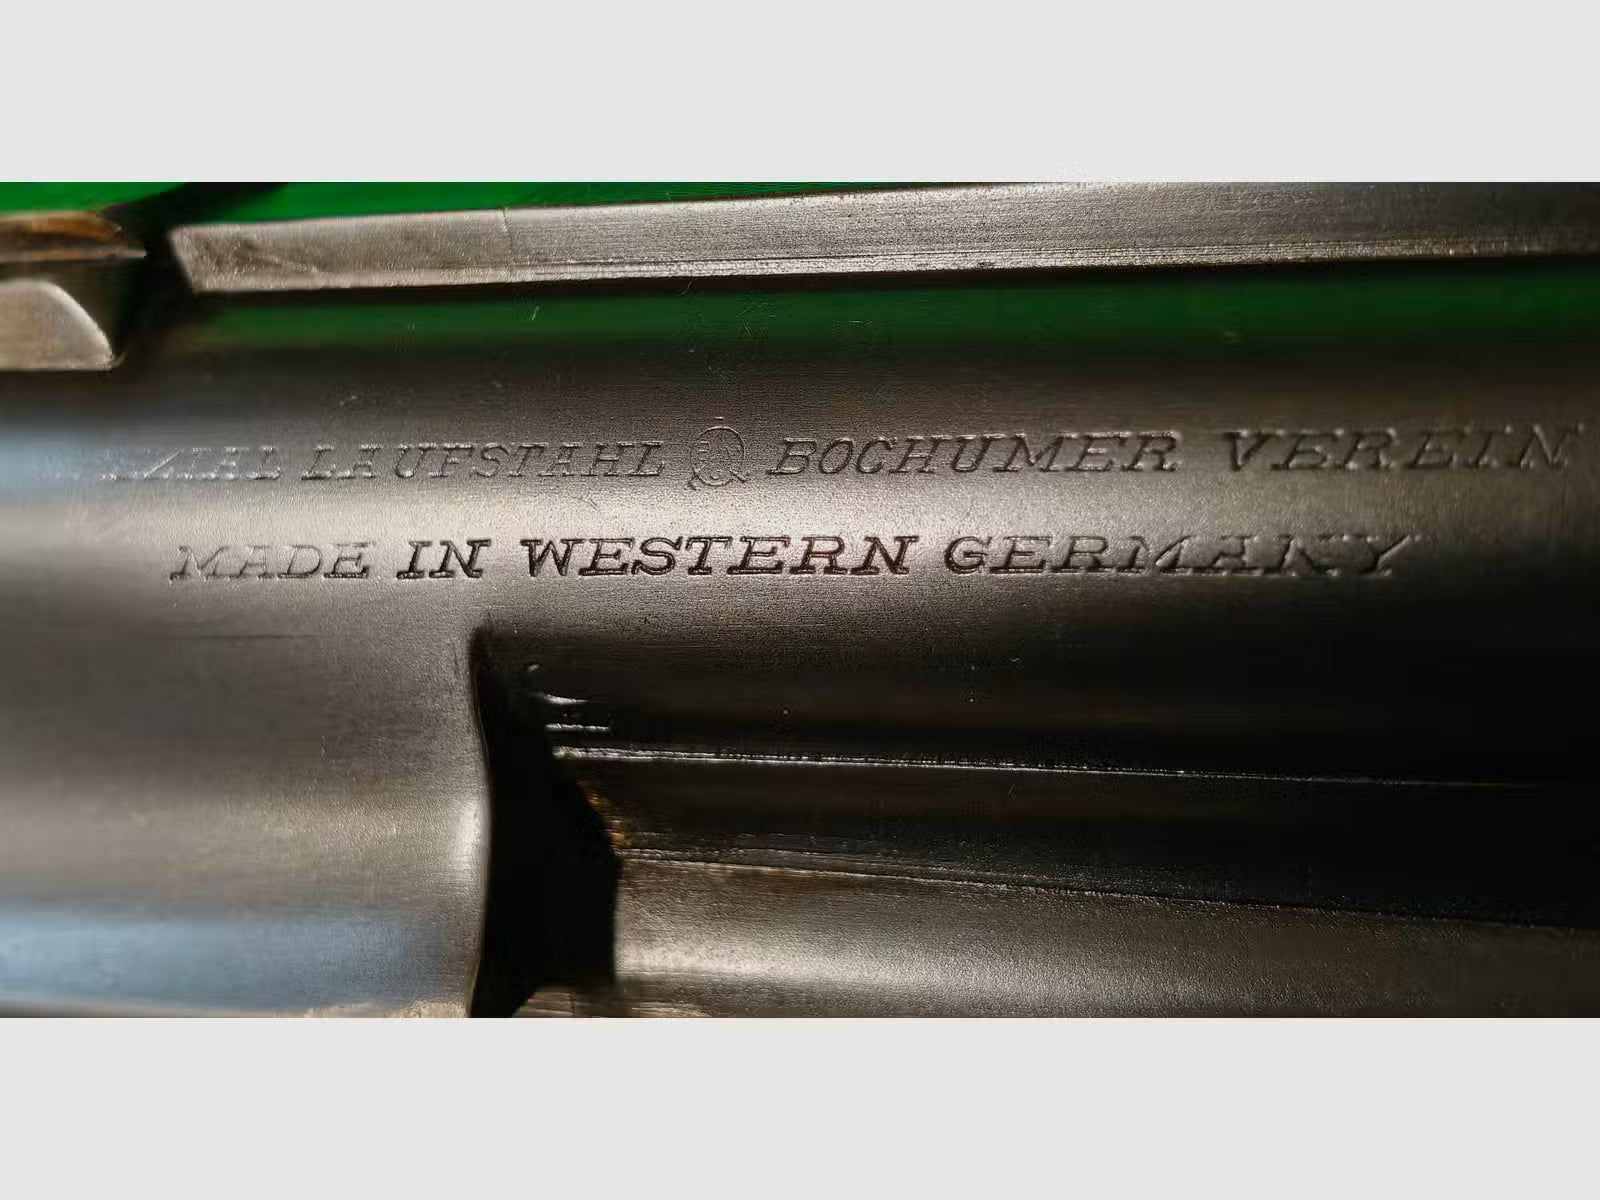 LAUFSTAHL BOCHUMER VEREIN
MADE IN WESTERN GERMANY